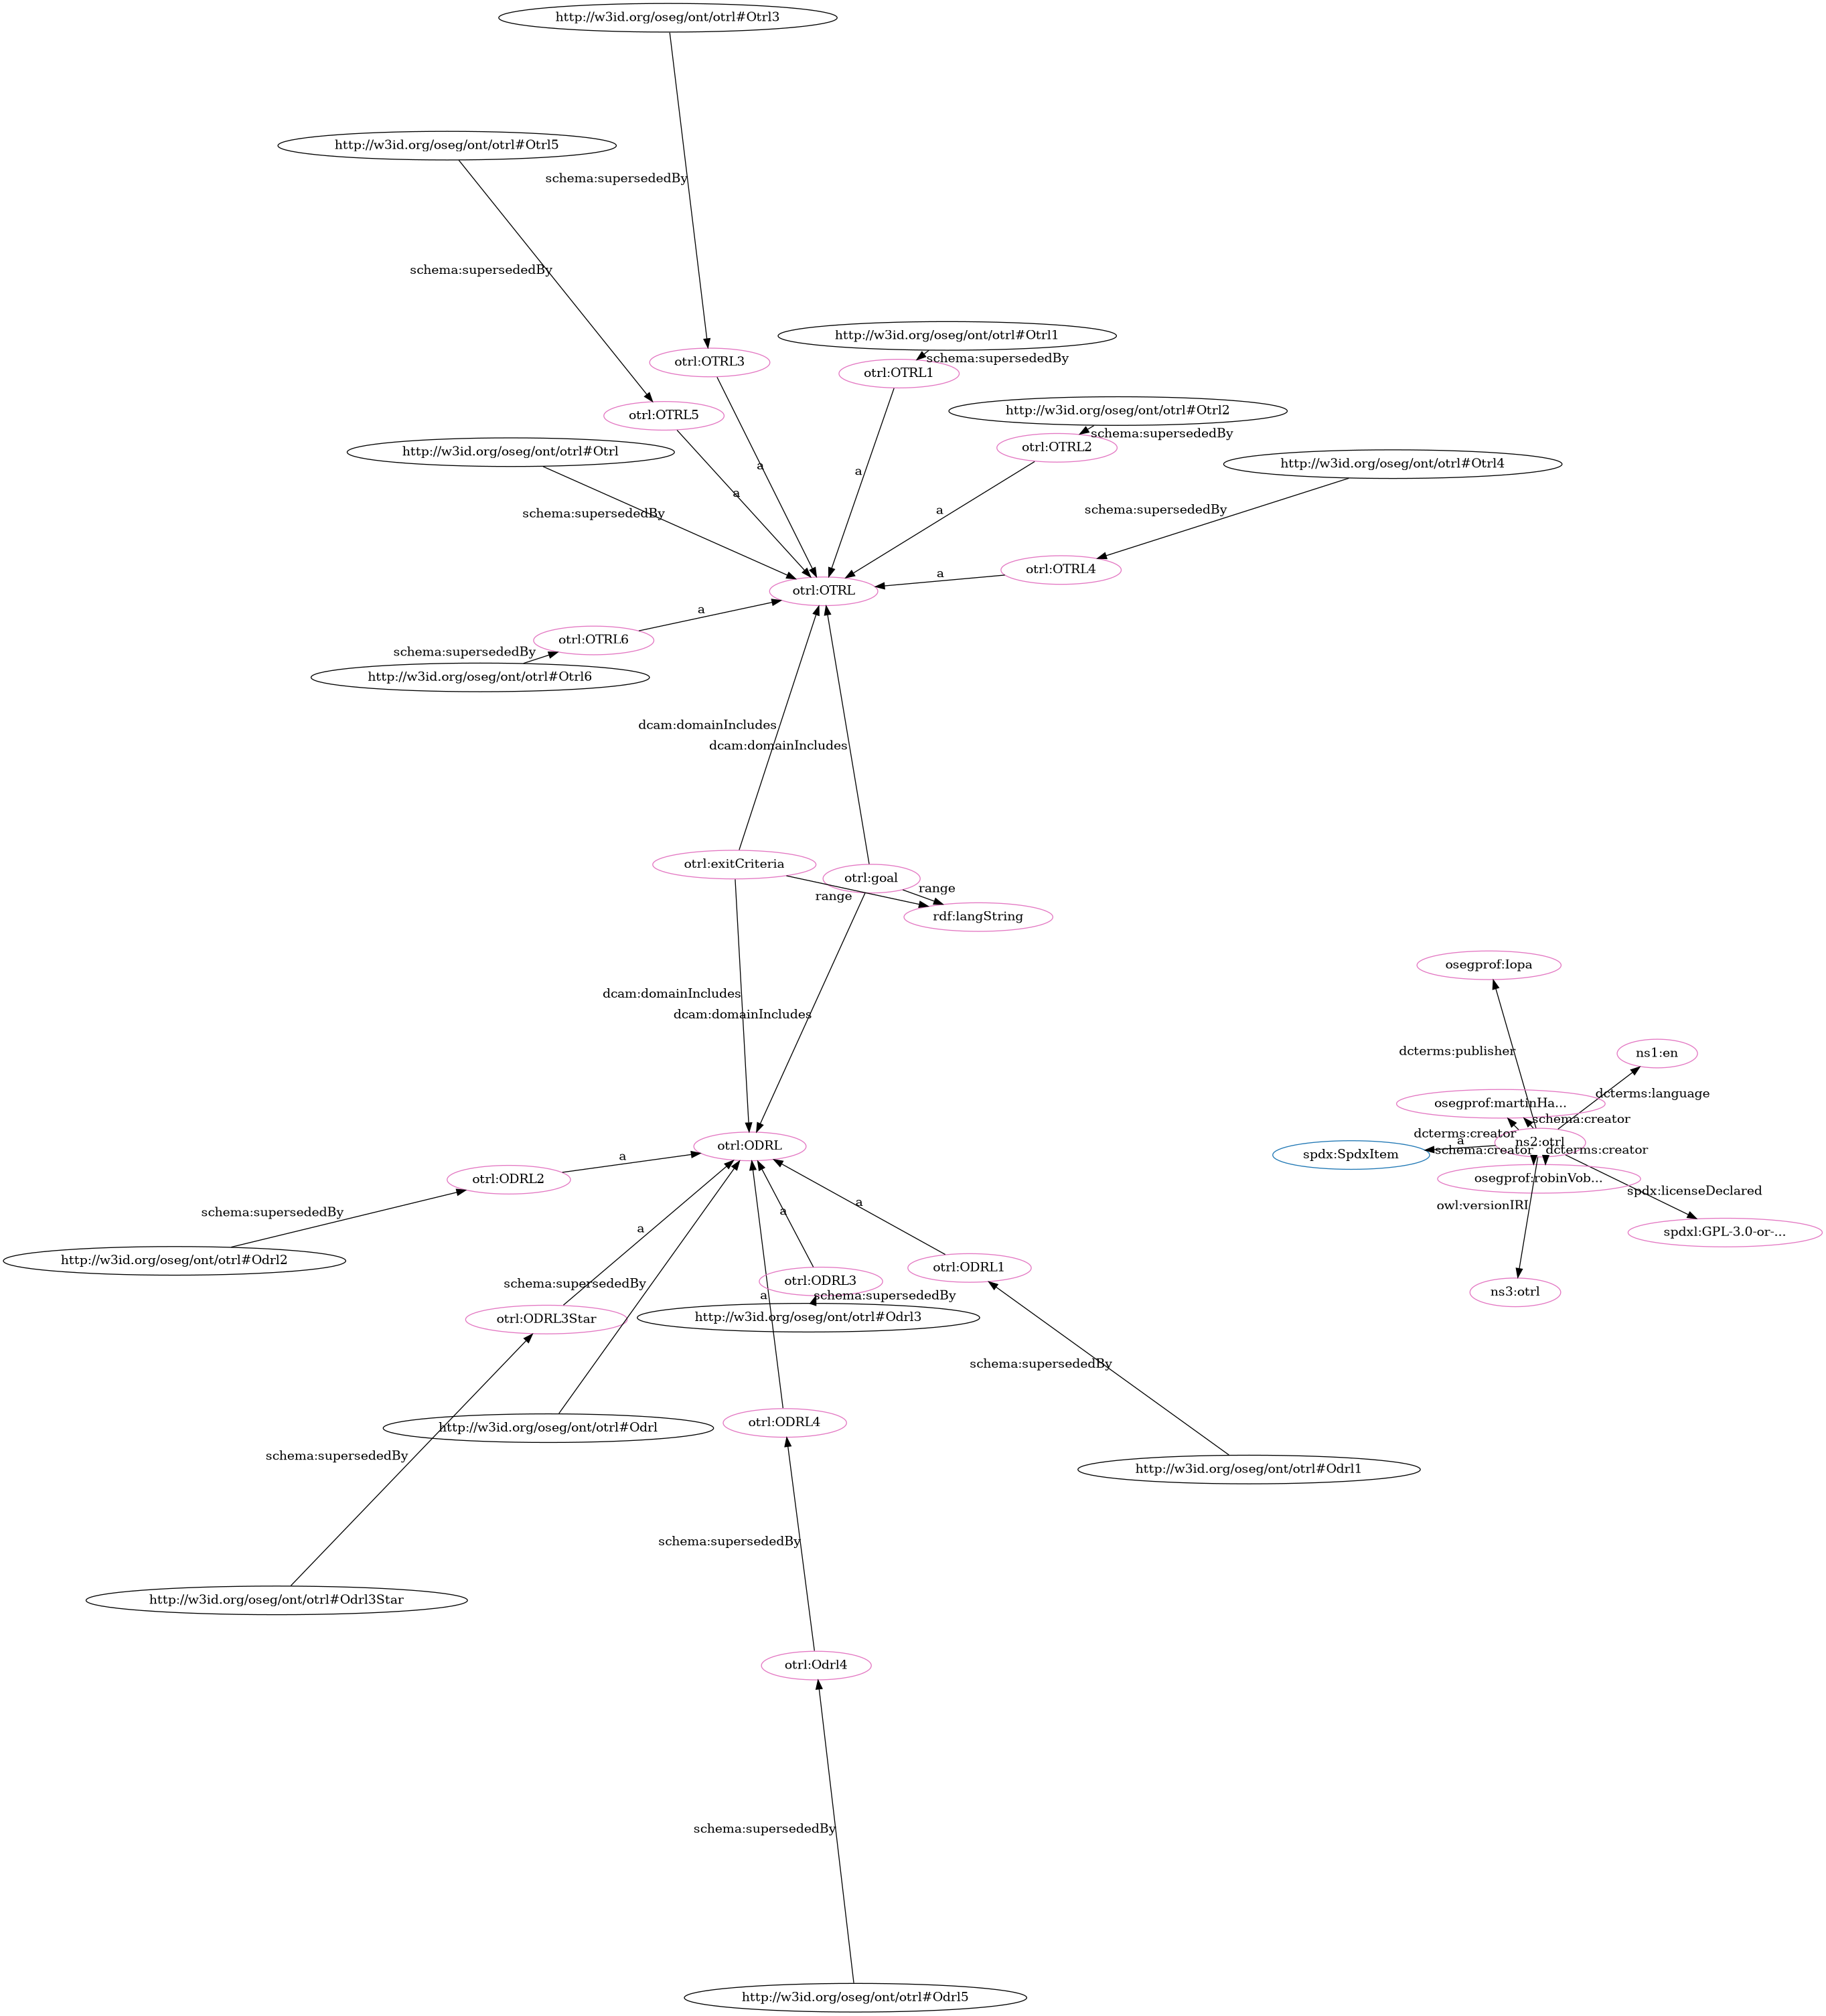 http://w3id.org/oseg/ont/otrl#Otrl3
http://w3id.org/oseg/ont/otrl#Otrl5
schema:supersededBy
schema:supersededBy
http://w3id.org/oseg/ont/otrl#Otrl1
schema:supersededBy
otrl:OTRL3
otrl:OTRL1
http://w3id.org/oseg/ont/otrl#Otrl2
otrl:OTRL5
schema:supersededBy
otrl:OTRL2
http://w3id.org/oseg/ont/otrl#Otrl
http://w3id.org/oseg/ont/otrl#Otrl4
a
a
a
schema:supersededBy
a
schema:supersededBy
otrl:OTRL4
a
otrl:OTRL
a
otrl:OTRL6
schema:supersededBy
http://w3id.org/oseg/ont/otrl#Otrl6
dcam:domainIncludes
dcam:domainIncludes
otrl:exitCriteria
otrl:goal
range
range
rdf:langString
osegprof:Iopa
dcam:domainIncludes
dcam:domainIncludes
dcterms:publisher
ns1:en
dcterms:language
osegprof:martinHa...
schema:creator
dcterms:creator
a
ns2:otrl
schema:creator
dcterms:creator
spdx:SpdxItem
otrl:ODRL
a
otrl:ODRL2
osegprof:robinVob...
spdx:licenseDeclared
owl:versionIRI
a
a
a
schema:supersededBy
spdxl:GPL-3.0-or-...
http://w3id.org/oseg/ont/otrl#Odrl2
otrl:ODRL1
otrl:ODRL3
schema:supersededBy
ns3:otrl
a
schema:supersededBy
otrl:ODRL3Star
http://w3id.org/oseg/ont/otrl#Odrl3
schema:supersededBy
otrl:ODRL4
http://w3id.org/oseg/ont/otrl#Odrl
schema:supersededBy
http://w3id.org/oseg/ont/otrl#Odrl1
schema:supersededBy
http://w3id.org/oseg/ont/otrl#Odrl3Star
otrl:Odrl4
schema:supersededBy
http://w3id.org/oseg/ont/otrl#Odrl5